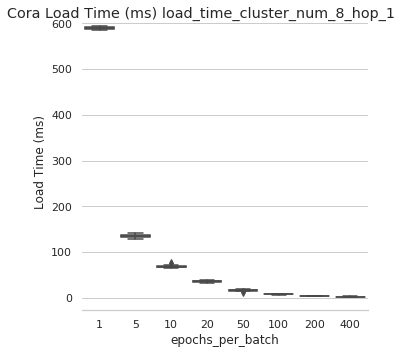 Cora Load Time (ms) load_time_cluster_num_8_hop_1
600
500
400
300
200
100
0
Load Time (ms)
1 5 10 20 50 100 200 400
epochs_per_batch